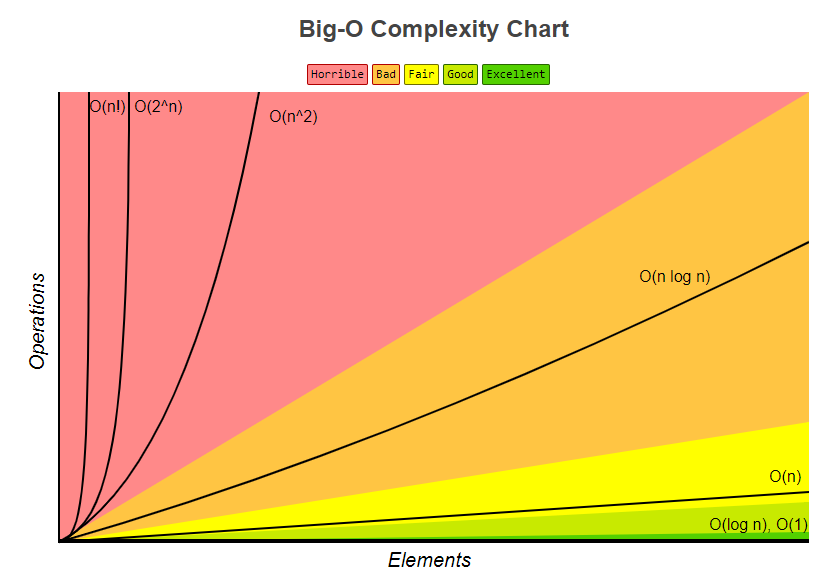 Big-O Complexity Chart
Horrible Bad Fair Good Excellent
O(n!) O(2^n)
O(n^2)
O(n log n)
O(n)
O(log n), O(1)
Operations
Elements